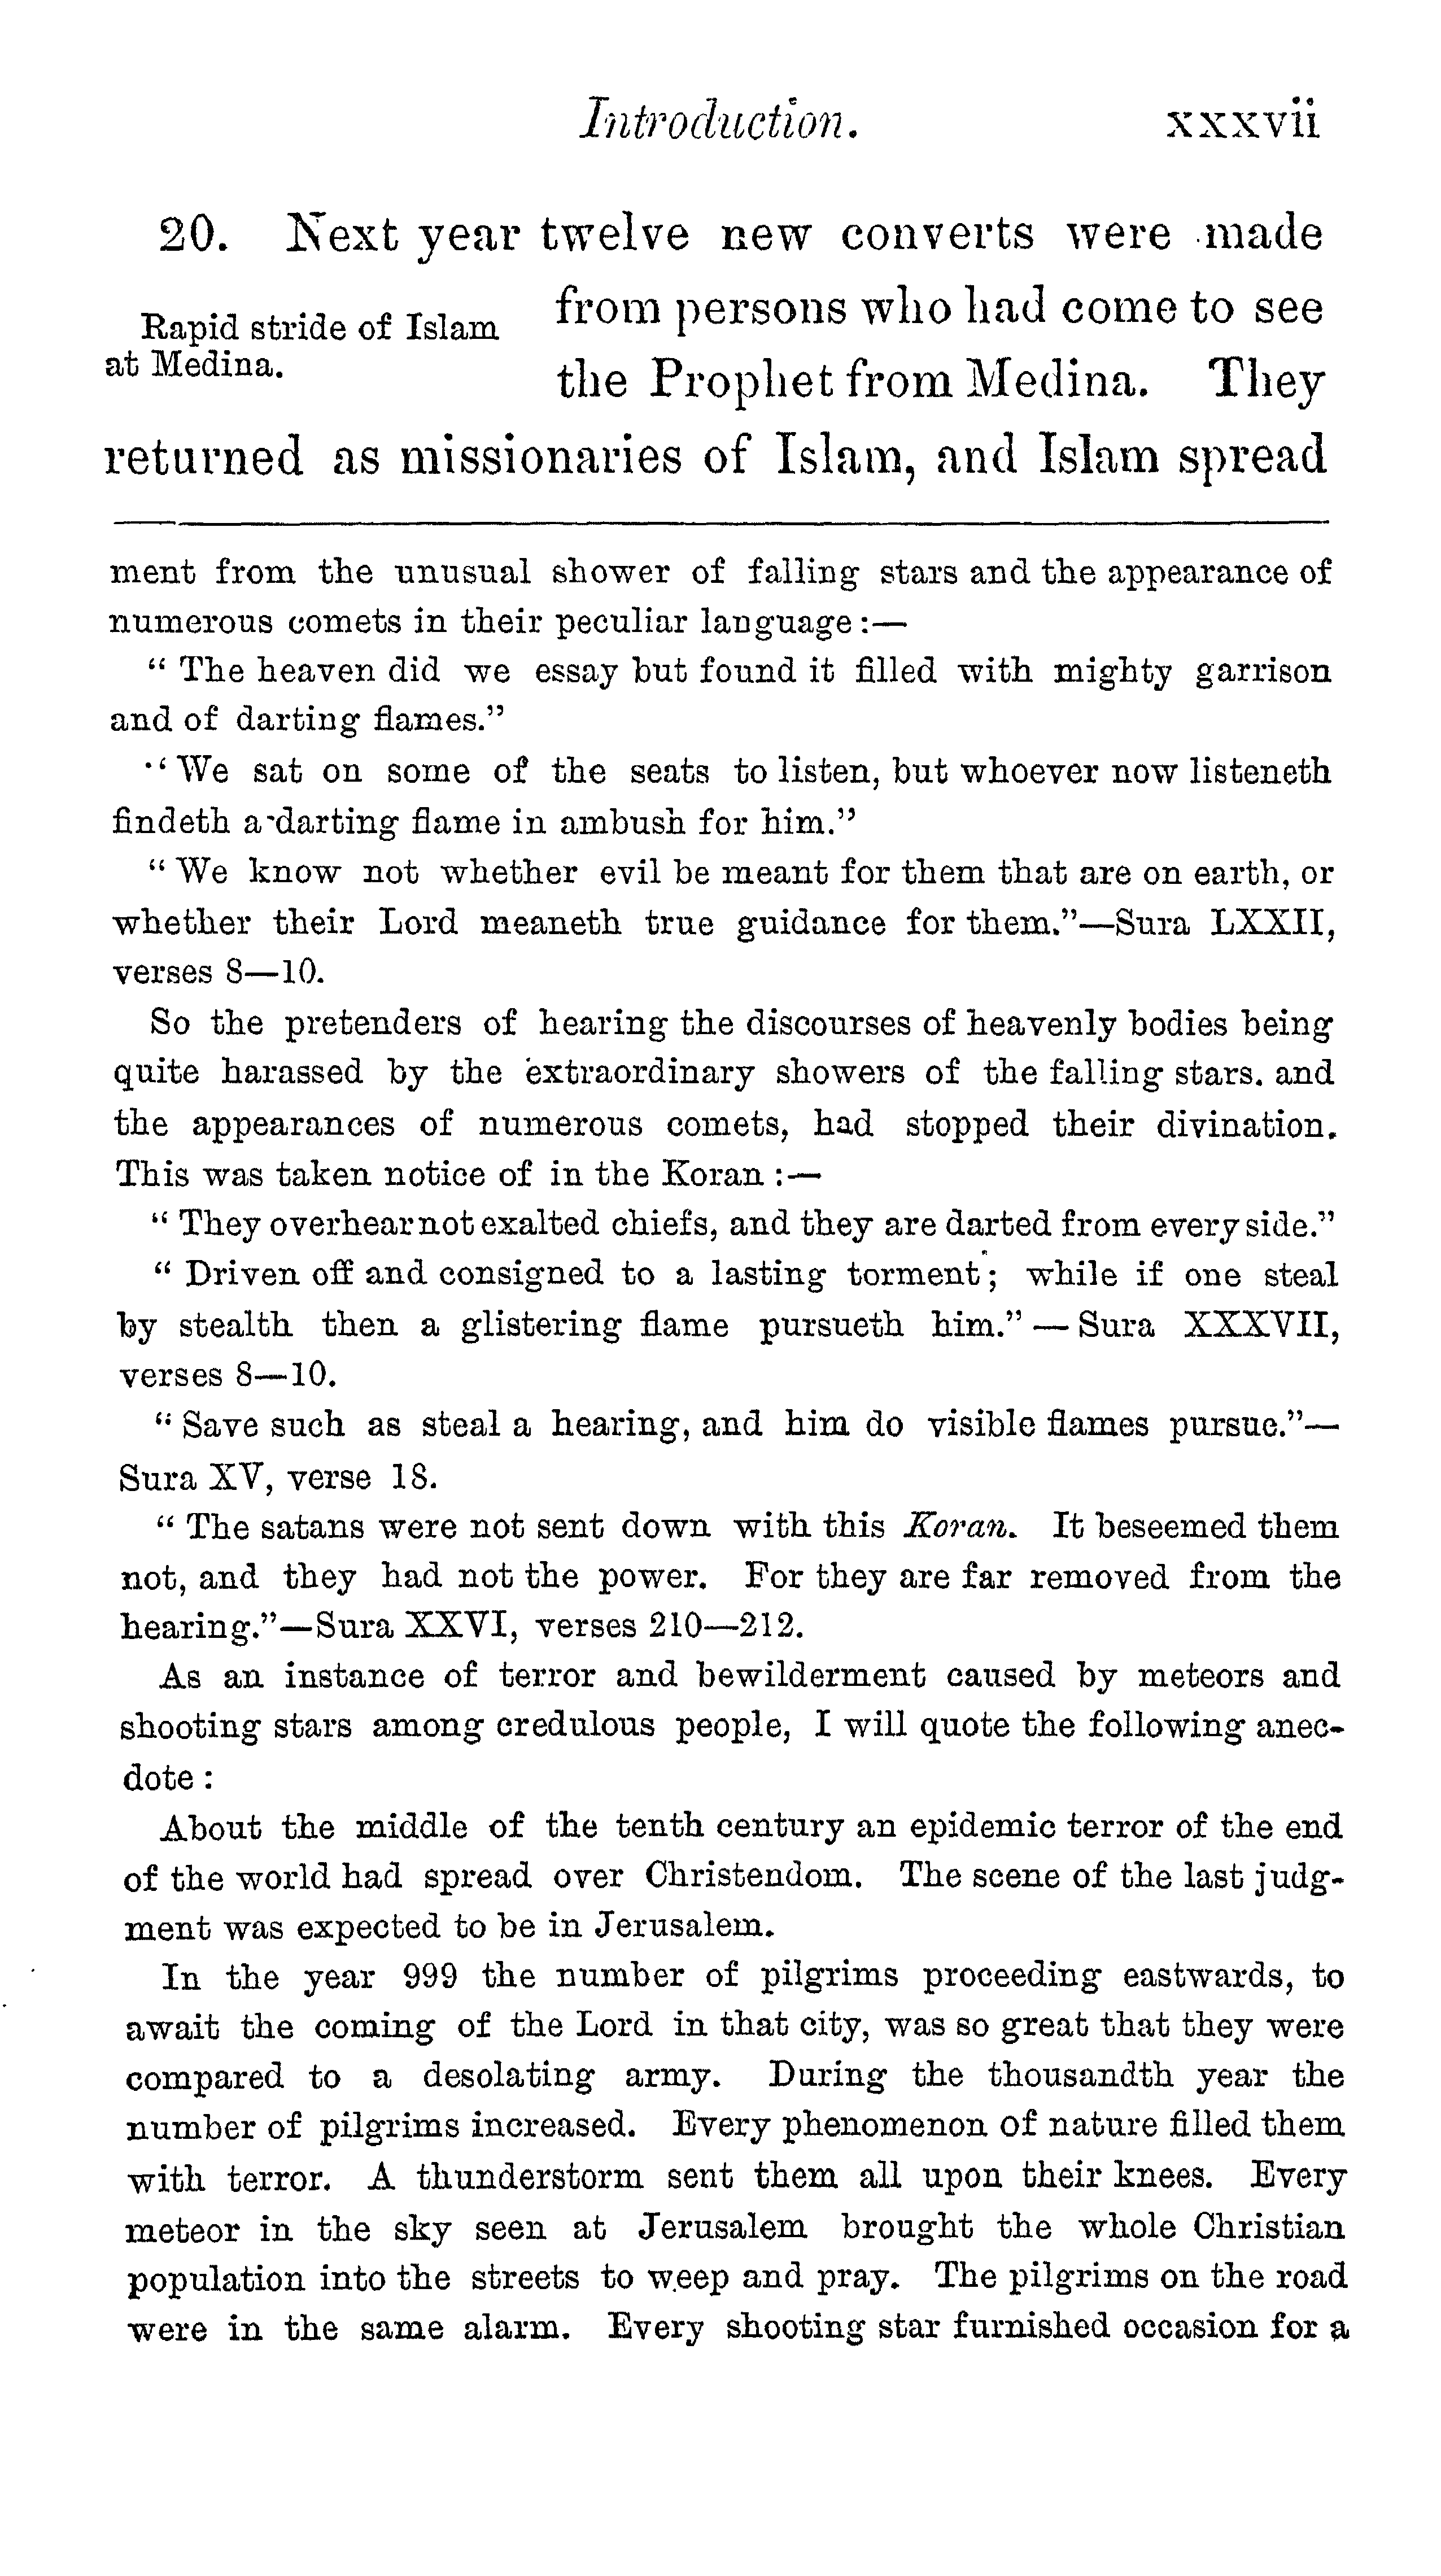 Introduction. xxxvii
20. Next year twelve new converts were made
Rapid stride of Islam
at Medina.
from persons who had come to see
the Prophet from Medina. They
returned as missionaries of Islam, and Islam spread
ment from the unusual shower of falling stars and the appearance of
numerous comets in their peculiar language:—
“ The heaven did we essay but found it filled with mighty garrison
and of darting flames.”
“ We sat on some of the seats to listen, but whoever now listeneth
findeth a darting flame in ambush for him.”
“ We know not whether evil be meant for them that are on earth, or
whether their Lord meaneth true guidance for them.”—Sura LXXII,
verses 8—10.
So the pretenders of hearing the discourses of heavenly bodies being
quite harassed by the extraordinary showers of the falling stars. and
the appearances of numerous comets, had stopped their divination.
This was taken notice of in the Koran :—
“ They overhear not exalted chiefs, and they are darted from every side.”
“ Driven off and consigned to a lasting torment; while if one steal
by stealth then a glistering flame pursueth him.” — Sura XXXVII,
verses 8—10.
“ Save such as steal a hearing, and him do visible flames pursue.”—
Sura XV, verse 18.
“ The satans were not sent down with this Koran. It beseemed them
not, and they had not the power. For they are far removed from the
hearing.”—Sura XXVI, verses 210—212.
As an instance of terror and bewilderment caused by meteors and
shooting stars among credulous people, I will quote the following anec-
dote :
About the middle of the tenth century an epidemic terror of the end
of the world had spread over Christendom. The scene of the last judg-
ment was expected to be in Jerusalem.
In the year 999 the number of pilgrims proceeding eastwards, to
await the coming of the Lord in that city, was so great that they were
compared to a desolating army. During the thousandth year the
number of pilgrims increased. Every phenomenon of nature filled them
with terror. A thunderstorm sent them all upon their knees. Every
meteor in the sky seen at Jerusalem brought the whole Christian
population into the streets to weep and pray. The pilgrims on the road
were in the same alarm. Every shooting star furnished occasion for a